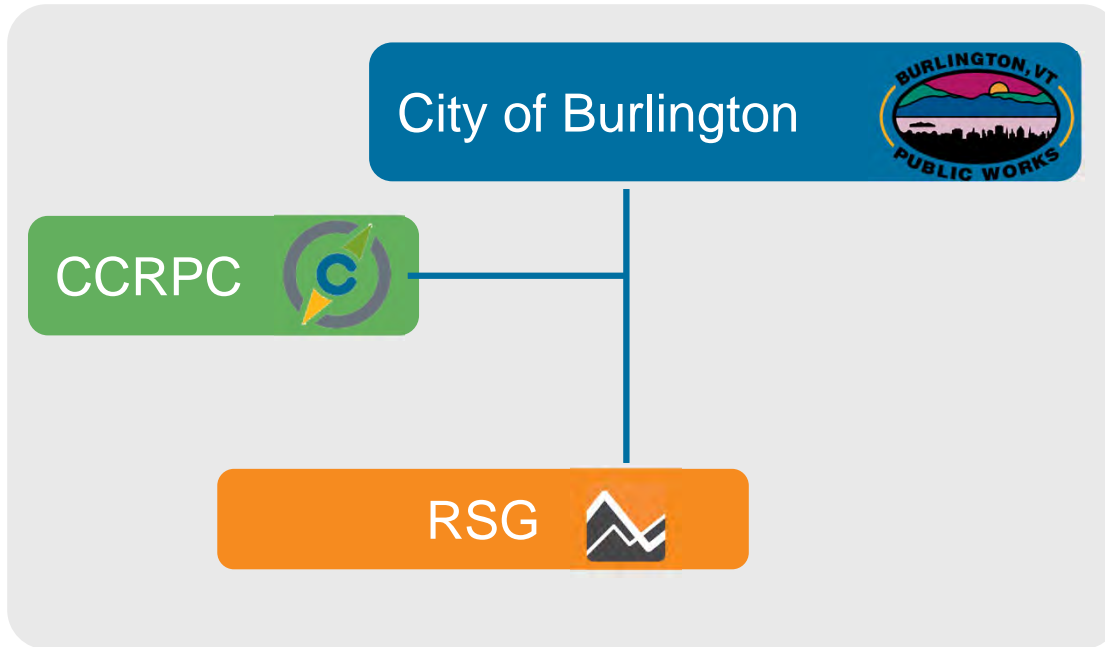 City of Burlington
BURLINGTON, VT
PUBLIC WORKS
CCRPC
C
RSG